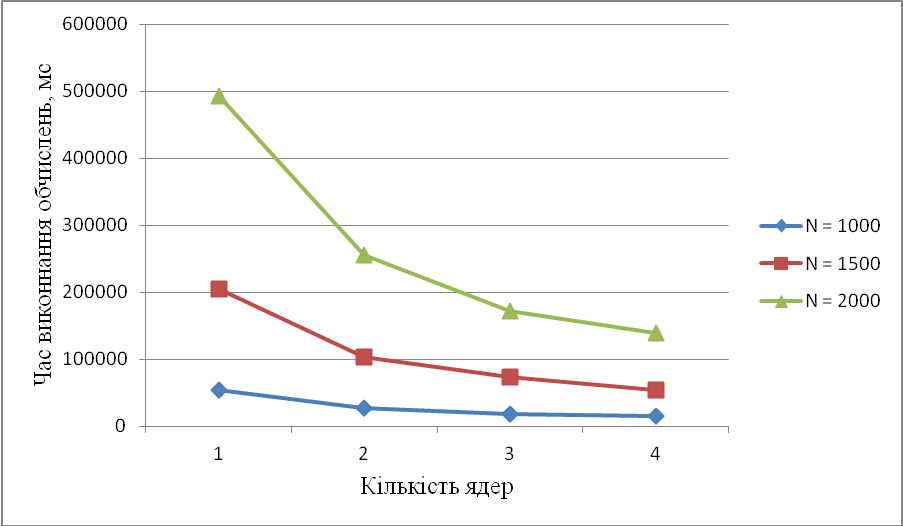 600000
500000
400000
300000
200000
100000
0
Час виконнання обчислень, мс
1 2 3 4
Кількість ядер
N = 1000
N = 1500
N = 2000